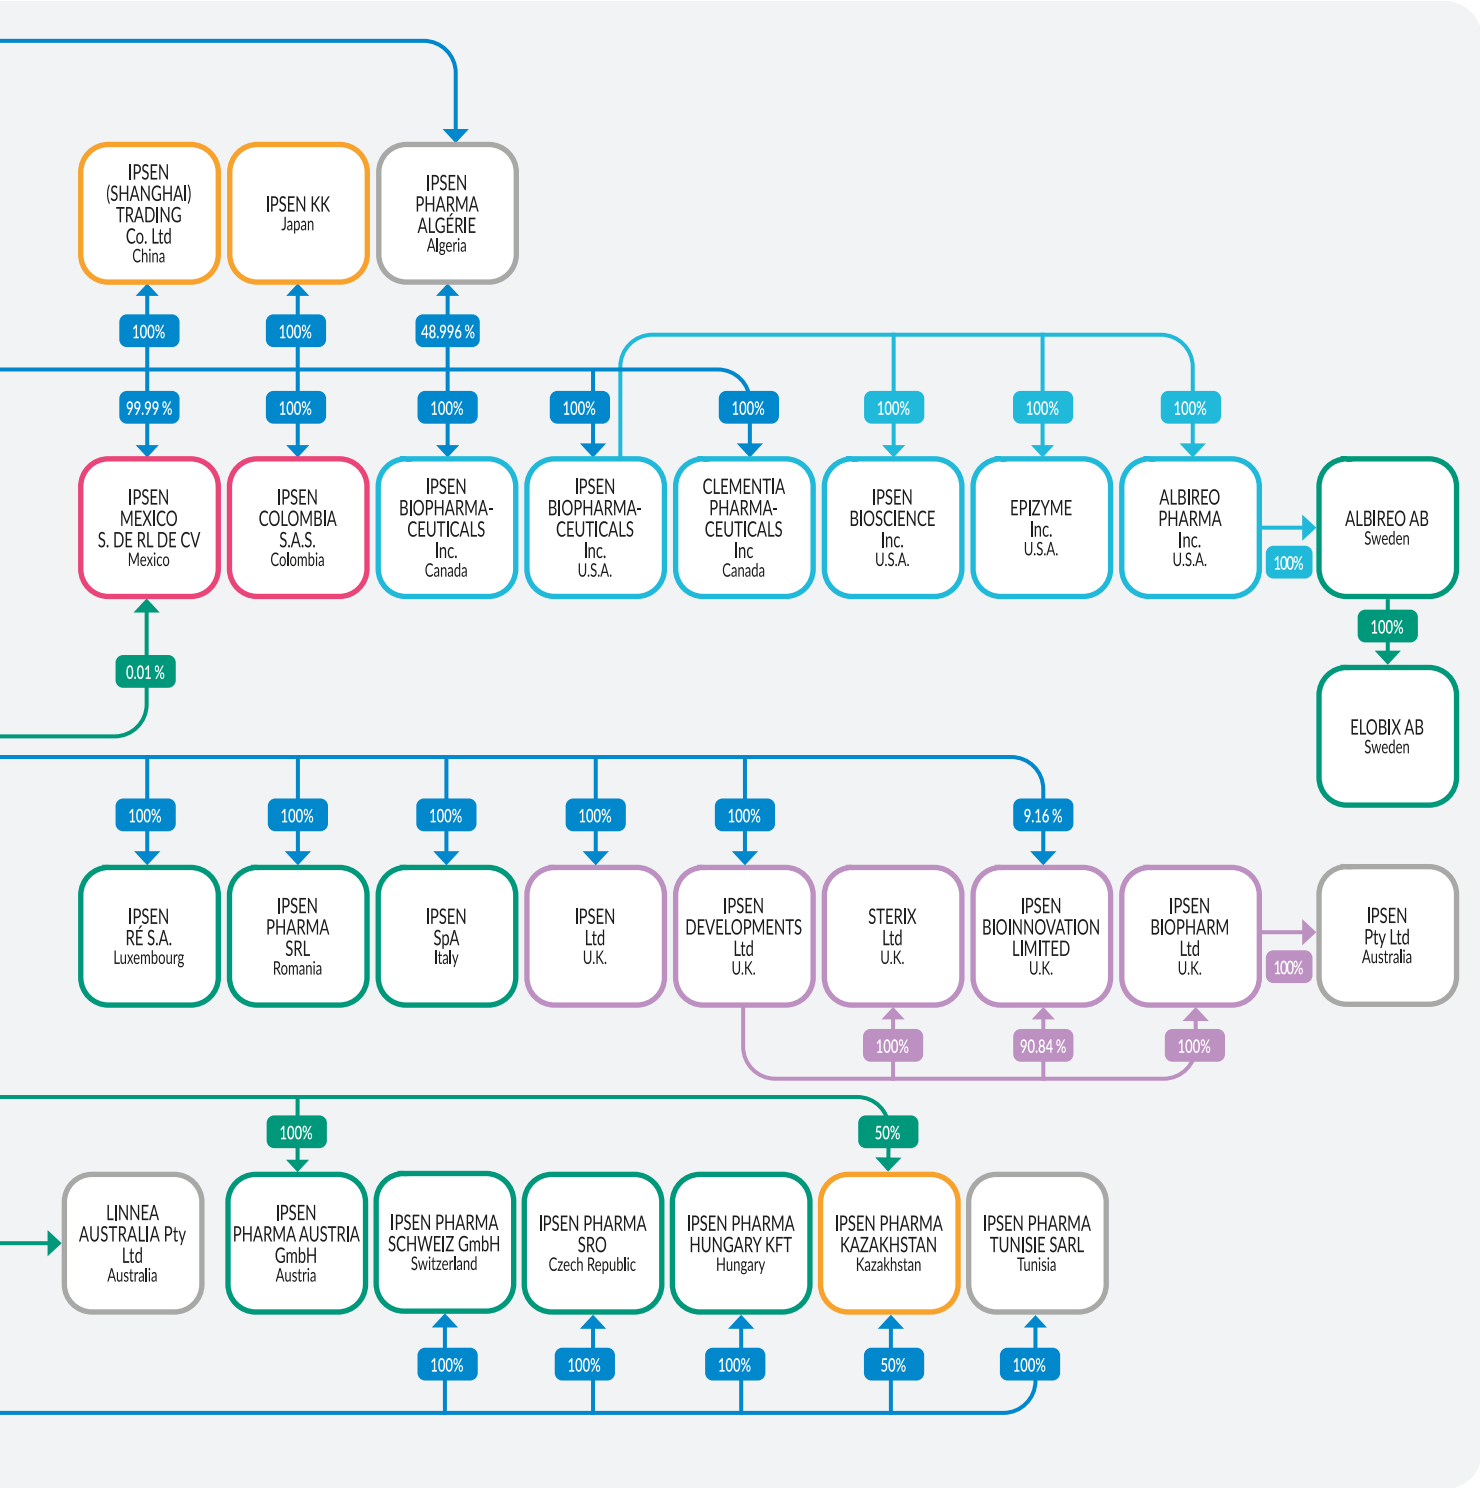 IPSEN
(SHANGHAI)
TRADING
Co. Ltd
China
IPSEN KK
Japan
IPSEN
PHARMA
ALGÉRIE
Algeria
100%
100%
48.996 %
99.99 %
100%
100%
100%
100%
100%
100%
100%
IPSEN
MEXICO
S. DE RL DE CV
Mexico
IPSEN
COLOMBIA
S.A.S.
Colombia
IPSEN
BIOPHARMA-
CEUTICALS
Inc.
Canada
IPSEN
BIOPHARMA-
CEUTICALS
Inc.
U.S.A.
CLEMENTIA
PHARMA-
CEUTICALS
Inc
Canada
IPSEN
BIOSCIENCE
Inc.
U.S.A.
EPIZYME
Inc.
U.S.A.
ALBIREO
PHARMA
Inc.
U.S.A.
100%
ALBIREO AB
Sweden
100%
0.01 %
ELOBIX AB
Sweden
100%
100%
100%
100%
100%
9.16 %
IPSEN
RÉ S.A.
Luxembourg
IPSEN
PHARMA
SRL
Romania
IPSEN
SpA
Italy
IPSEN
Ltd
U.K.
IPSEN
DEVELOPMENTS
Ltd
U.K.
STERIX
Ltd
U.K.
IPSEN
BIOINNOVATION
LIMITED
U.K.
IPSEN
BIOPHARM
Ltd
U.K.
100%
IPSEN
Pty Ltd
Australia
100%
90.84 %
100%
100%
50%
LINNEA
AUSTRALIA Pty
Ltd
Australia
IPSEN
PHARMA AUSTRIA
GmbH
Austria
IPSEN PHARMA
SCHWEIZ GmbH
Switzerland
IPSEN PHARMA
SRO
Czech Republic
IPSEN PHARMA
HUNGARY KFT
Hungary
IPSEN PHARMA
KAZAKHSTAN
Kazakhstan
IPSEN PHARMA
TUNISIE SARL
Tunisia
100%
100%
100%
50%
100%